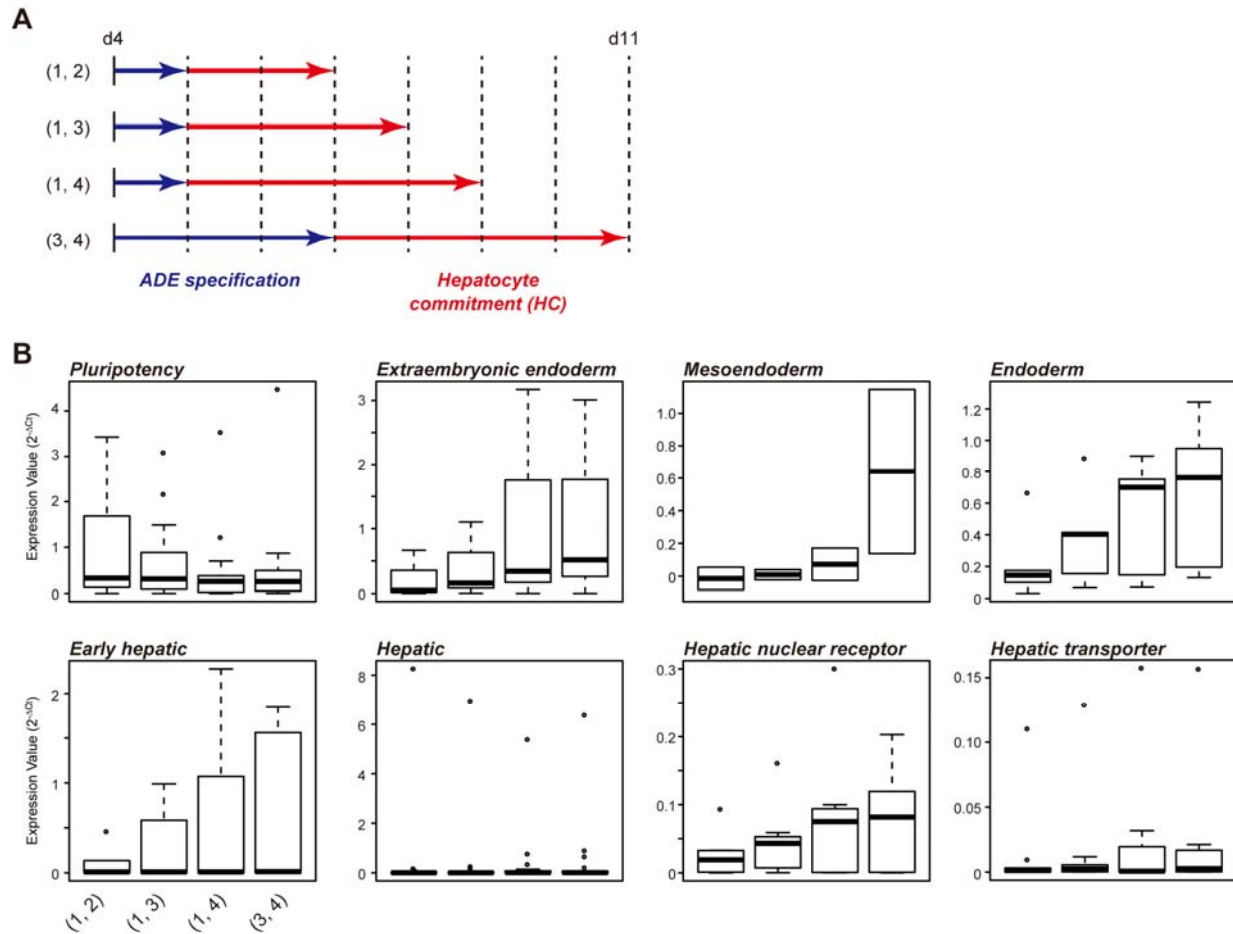 A
d4 d11
(1, 2)
(1, 3)
(1, 4)
(3, 4)
ADE specification
Hepatocyte
commitment (HC)
B
Pluripotency
Extraembryonic endoderm
Mesoendoderm
Endoderm
Expression Value (2^-ΔCt)
4
3
2
1
0
3
2
1
0
1.0
0.8
0.6
0.4
0.2
0
1.2
1.0
0.8
0.6
0.4
0.2
0
Early hepatic
Hepatic
Hepatic nuclear receptor
Hepatic transporter
Expression Value (2^-ΔCt)
2
1
0
8
6
4
2
0
0.3
0.2
0.1
0
0.15
0.10
0.05
0
(1, 2)
(1, 3)
(1, 4)
(3, 4)